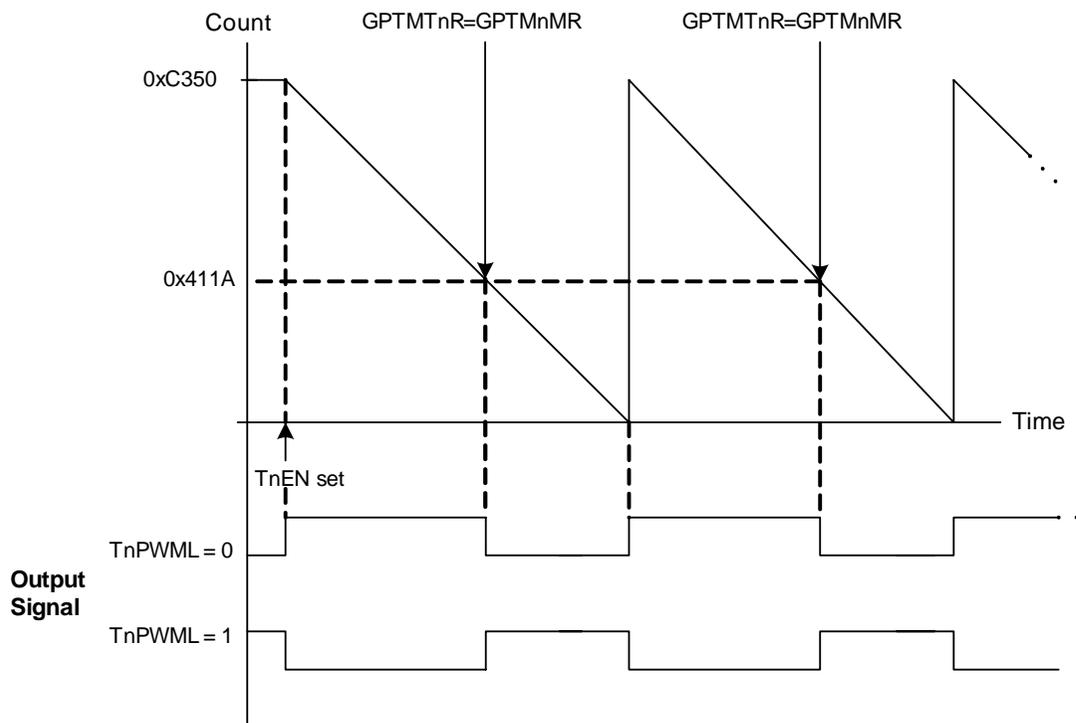 Count
GPTMTnR=GPTMnMR
GPTMTnR=GPTMnMR
0xC350
0x411A
Time
TnEN set
TnPWML = 0
Output
Signal
TnPWML = 1